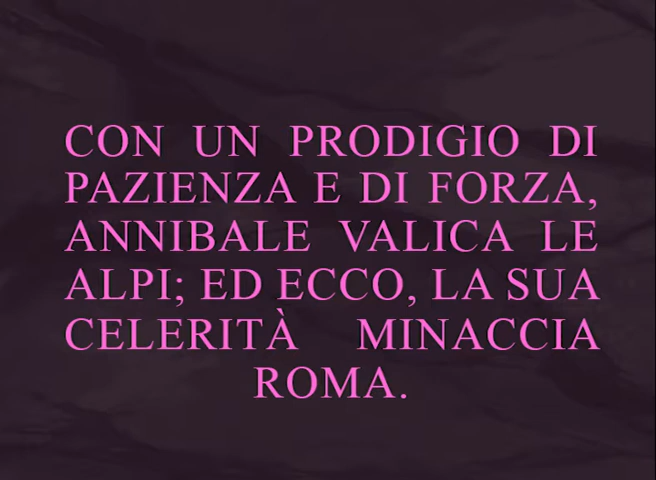 CON UN PRODIGIO DI
PAZIENZA E DI FORZA,
ANNIBALE VALICA LE
ALPI; ED ECCO, LA SUA
CELERITÀ MINACCIA
ROMA.